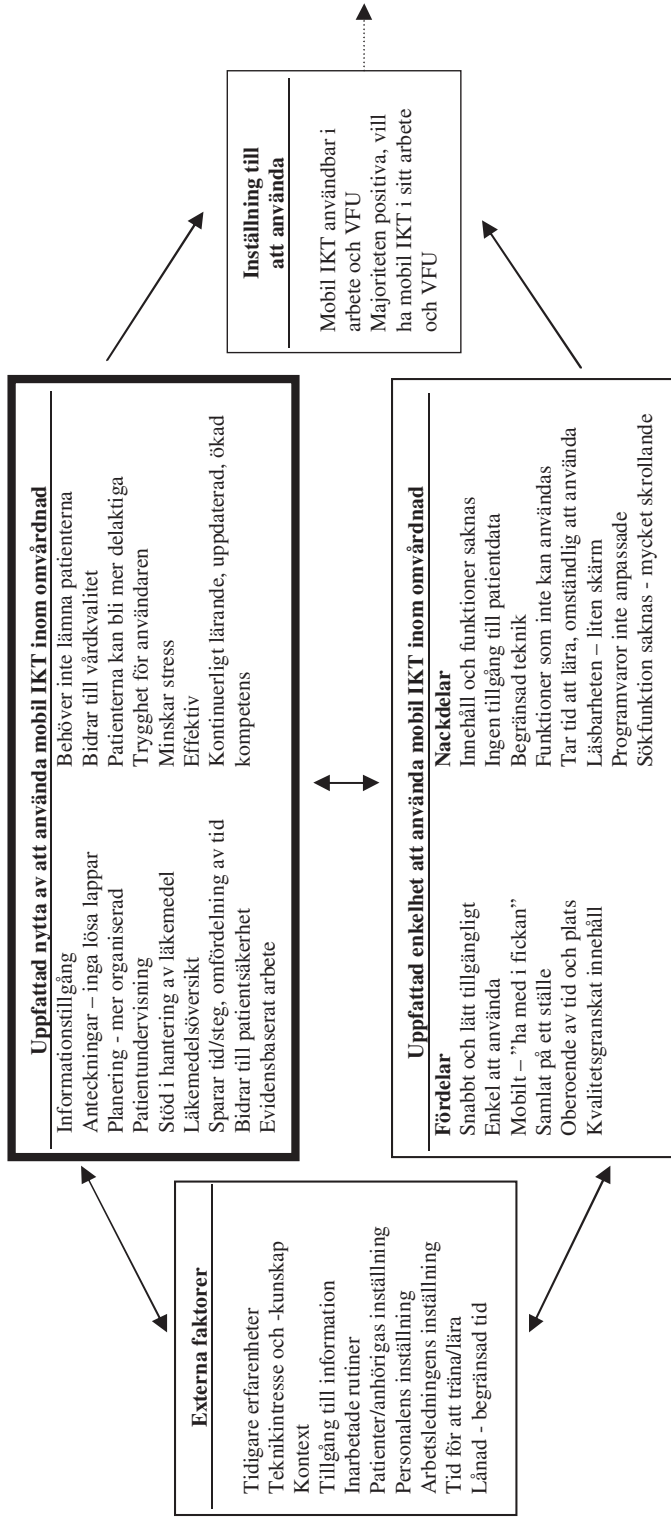 Externa faktorer
Tidigare erfarenheter
Teknikintresse och -kunskap
Kontext
Tillgång till information
Inarbetade rutiner
Patienter/anhörigas inställning
Personalens inställning
Arbetsledningens inställning
Tid för att träna/lära
Lånad - begränsad tid
Uppfattad nytta av att använda mobil IKT inom omvårdnad
Informationstillgång
Anteckningar – inga lösa lappar
Planering - mer organiserad
Patientundervisning
Stöd i hantering av läkemedel
Läkemedelsöversikt
Sparar tid/steg, omfördelning av tid
Bidrar till patientsäkerhet
Evidensbaserat arbete
Behöver inte lämna patienterna
Bidrar till vårdkvalitet
Patienterna kan bli mer delaktiga
Trygghet för användaren
Minskar stress
Effektiv
Kontinuerligt lärande, uppdaterad, ökad
kompetens
Uppfattad enkelhet att använda mobil IKT inom omvårdnad
Fördelar
Snabbt och lätt tillgängligt
Enkel att använda
Mobilt – ”ha med i fickan”
Samlat på ett ställe
Oberoende av tid och plats
Kvalitetsgranskat innehåll
Nackdelar
Innehåll och funktioner saknas
Ingen tillgång till patientdata
Begränsad teknik
Funktioner som inte kan användas
Tar tid att lära, omständlig att använda
Läsbarheten – liten skärm
Programvaror inte anpassade
Sökfunktion saknas - mycket skrollande
Inställning till
att använda
Mobil IKT användbar i
arbete och VFU
Majoriteten positiva, vill
ha mobil IKT i sitt arbete
och VFU